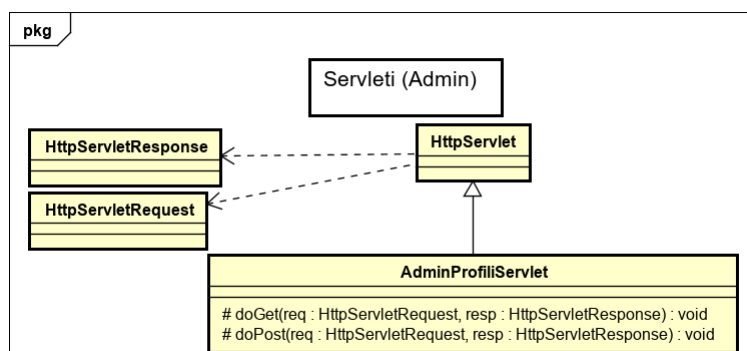 pkg
Servleti (Admin)
HttpServletResponse
HttpServlet
HttpServletRequest
AdminProfiliServlet
# doGet(req : HttpServletRequest, resp : HttpServletResponse) : void
# doPost(req : HttpServletRequest, resp : HttpServletResponse) : void